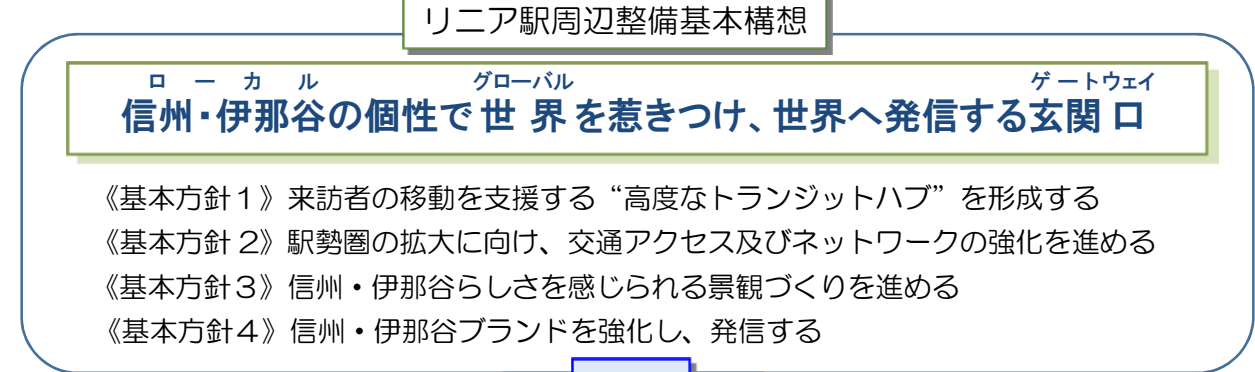 リニア駅周辺整備基本構想
ローカル グローバル ゲートウェイ
信州・伊那谷の個性で世界を惹きつけ、世界へ発信する玄関口
《基本方針１》来訪者の移動を支援する“高度なトランジットハブ”を形成する
《基本方針２》駅勢圏の拡大に向け、交通アクセス及びネットワークの強化を進める
《基本方針３》信州・伊那谷らしさを感じられる景観づくりを進める
《基本方針４》信州・伊那谷ブランドを強化し、発信する